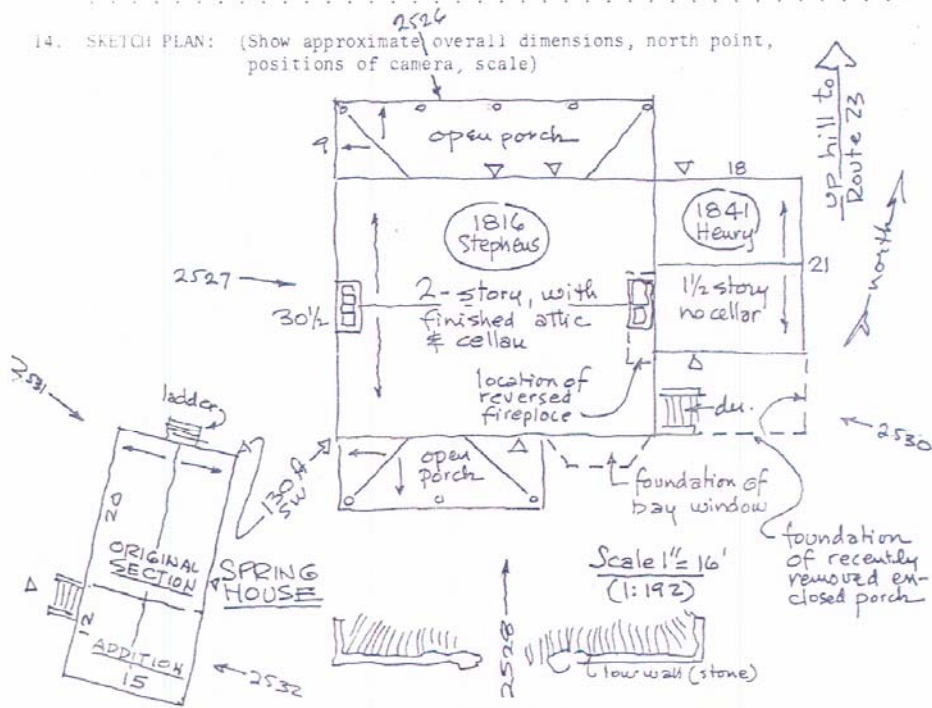 14. SKETCH PLAN: (Show approximate overall dimensions, north point,
positions of camera, scale)
2526
open porch
9
18
up hill to
Route 23
north
1816
Stephens
1841
Henry
21
2527
30½
2-story, with
finished attic
& cellar
1½ story
no cellar
location of
reversed
fireplace
dn.
2530
2531
ladder
130 ft
SW
open
porch
foundation of
bay window
foundation
of recently
removed en-
closed porch
20
ORIGINAL
SECTION
SPRING
HOUSE
12
ADDITION
15
2532
Scale 1"=16'
(1:192)
2528
low wall (stone)